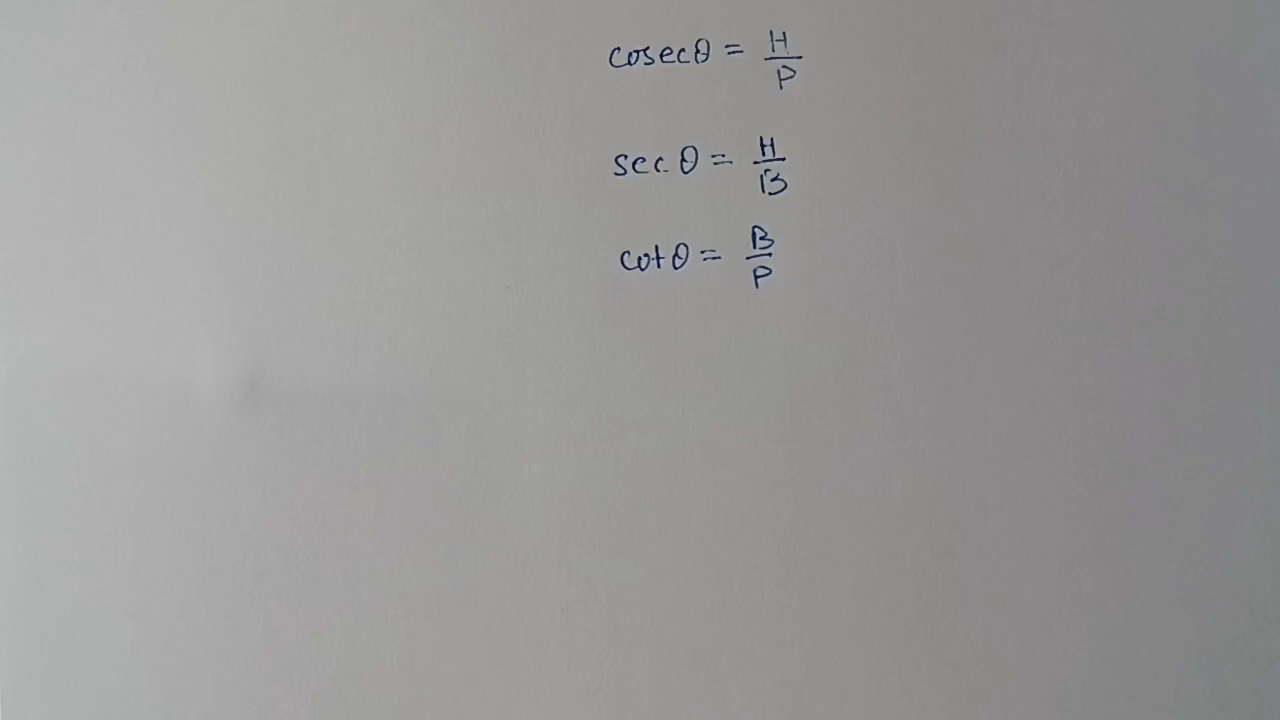 cosecθ = H/P
secθ = H/B
cotθ = B/P